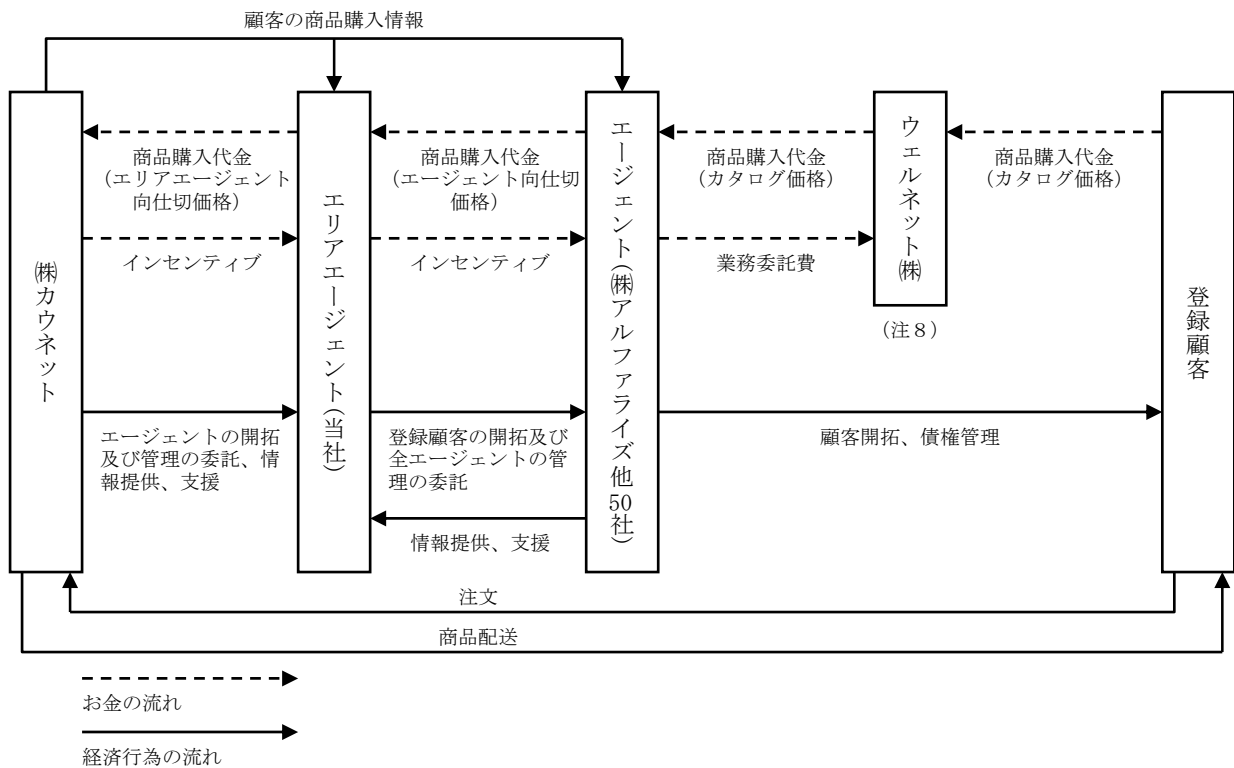 顧客の商品購入情報
㈱カウネット
エリアエージェント(当社)
エージェント(㈱アルファライズ他50社)
ウェルネット㈱
登録顧客
商品購入代金
(エリアエージェント
向仕切価格)
商品購入代金
(エージェント向仕切
価格)
商品購入代金
(カタログ価格)
商品購入代金
(カタログ価格)
インセンティブ
インセンティブ
業務委託費
(注8)
エージェントの開拓
及び管理の委託、情
報提供、支援
登録顧客の開拓及び
全エージェントの管
理の委託
顧客開拓、債権管理
情報提供、支援
注文
商品配送
お金の流れ
経済行為の流れ